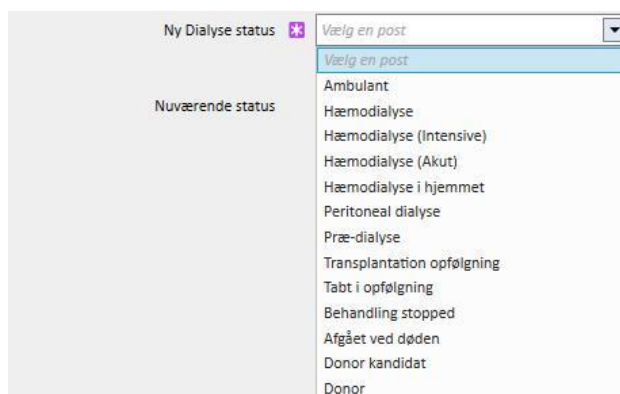 Ny Dialyse status Vælg en post
Vælg en post
Ambulant
Nuværende status Hæmodialyse
Hæmodialyse (Intensive)
Hæmodialyse (Akut)
Hæmodialyse i hjemmet
Peritoneal dialyse
Præ-dialyse
Transplantation opfølgning
Tabt i opfølgning
Behandling stopped
Afgået ved døden
Donor kandidat
Donor